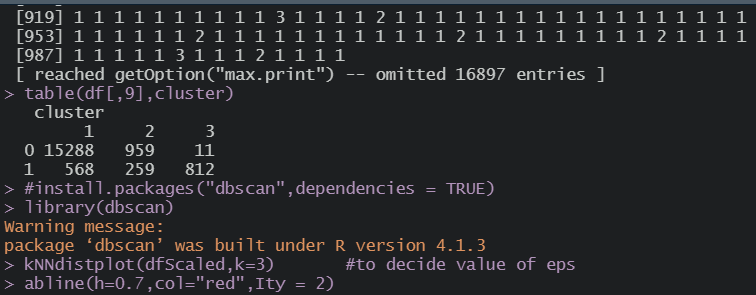 [919] 1 1 1 1 1 1 1 1 1 1 3 1 1 1 1 2 1 1 1 1 1 1 1 1 1 1 1 1 1 1 1 1 1 1
[953] 1 1 1 1 1 1 2 1 1 1 1 1 1 1 1 1 1 1 1 2 1 1 1 1 1 1 1 1 1 2 1 1 1 1
[987] 1 1 1 1 1 3 1 1 1 2 1 1 1 1
[ reached getOption("max.print") -- omitted 16897 entries ]
> table(df[,9],cluster)
cluster
1 2 3
0 15288 959 11
1 568 259 812
> #install.packages("dbscan",dependencies = TRUE)
> library(dbscan)
Warning message:
package ‘dbscan’ was built under R version 4.1.3
> kNNdistplot(dfScaled,k=3) #to decide value of eps
> abline(h=0.7,col="red",Ity = 2)